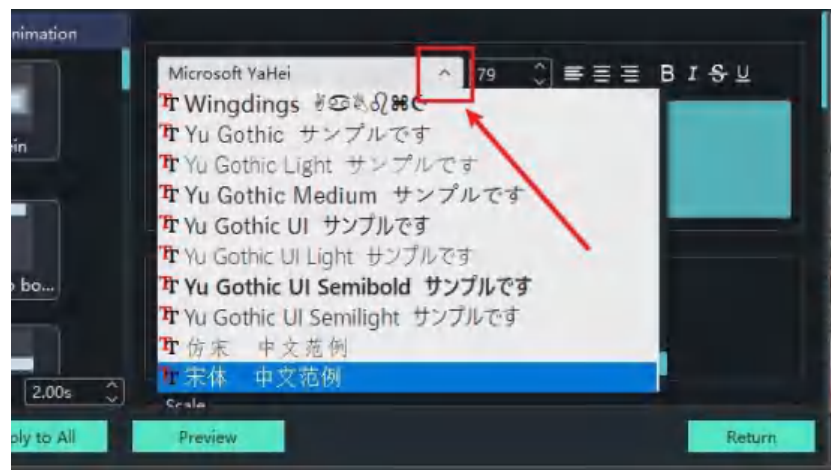 nimation
Microsoft YaHei 79 B I S U
Wingdings
Yu Gothic サンプルです
in
Yu Gothic Light サンプルです
Yu Gothic Medium サンプルです
Yu Gothic UI サンプルです
Yu Gothic UI Light サンプルです
bo...
Yu Gothic UI Semibold サンプルです
Yu Gothic UI Semilight サンプルです
仿宋 中文范例
宋体 中文范例
2.00s
Scale
ply to All Preview Return